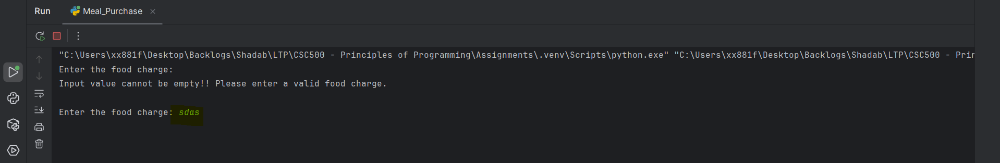 Run Meal_Purchase
"C:\Users\xx881f\Desktop\Backlogs\Shadab\LTP\CSC500 - Principles of Programming\Assignments\.venv\Scripts\python.exe" "C:\Users\xx881f\Desktop\Backlogs\Shadab\LTP\CSC500 - Prin
Enter the food charge:
Input value cannot be empty!! Please enter a valid food charge.
Enter the food charge: sdas